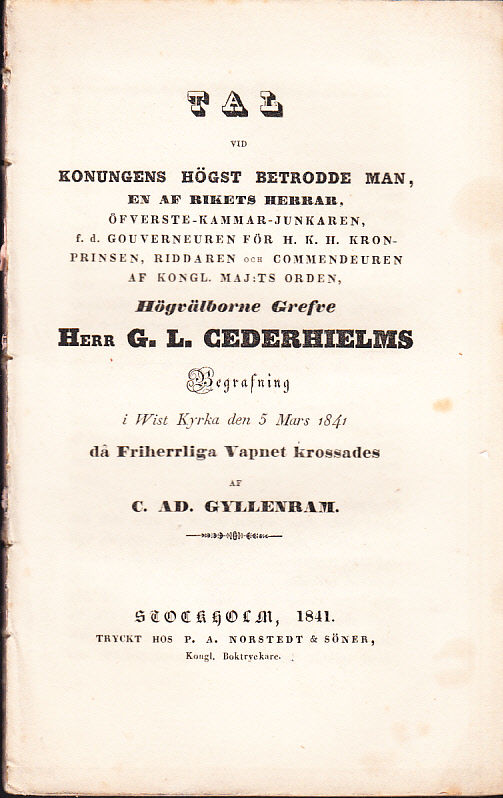 TAL
VID
KONUNGENS HÖGST BETRODDE MAN,
EN AF RIKETS HERRAR,
ÖFVERSTE-KAMMAR-JUNKAREN,
f. d. GOUVERNEUREN FÖR H. K. H. KRON-
PRINSEN, RIDDAREN OCH COMMENDEUREN
AF KONGL. MAJ:TS ORDEN,
Högvälborne Grefve
HERR G. L. CEDERHIELMS
Begrafning
i Wist Kyrka den 5 Mars 1841
då Friherrliga Vapnet krossades
AF
C. AD. GYLLENRAM.
STOCKHOLM, 1841.
TRYCKT HOS P. A. NORSTEDT & SÖNER,
Kongl. Boktryckare.